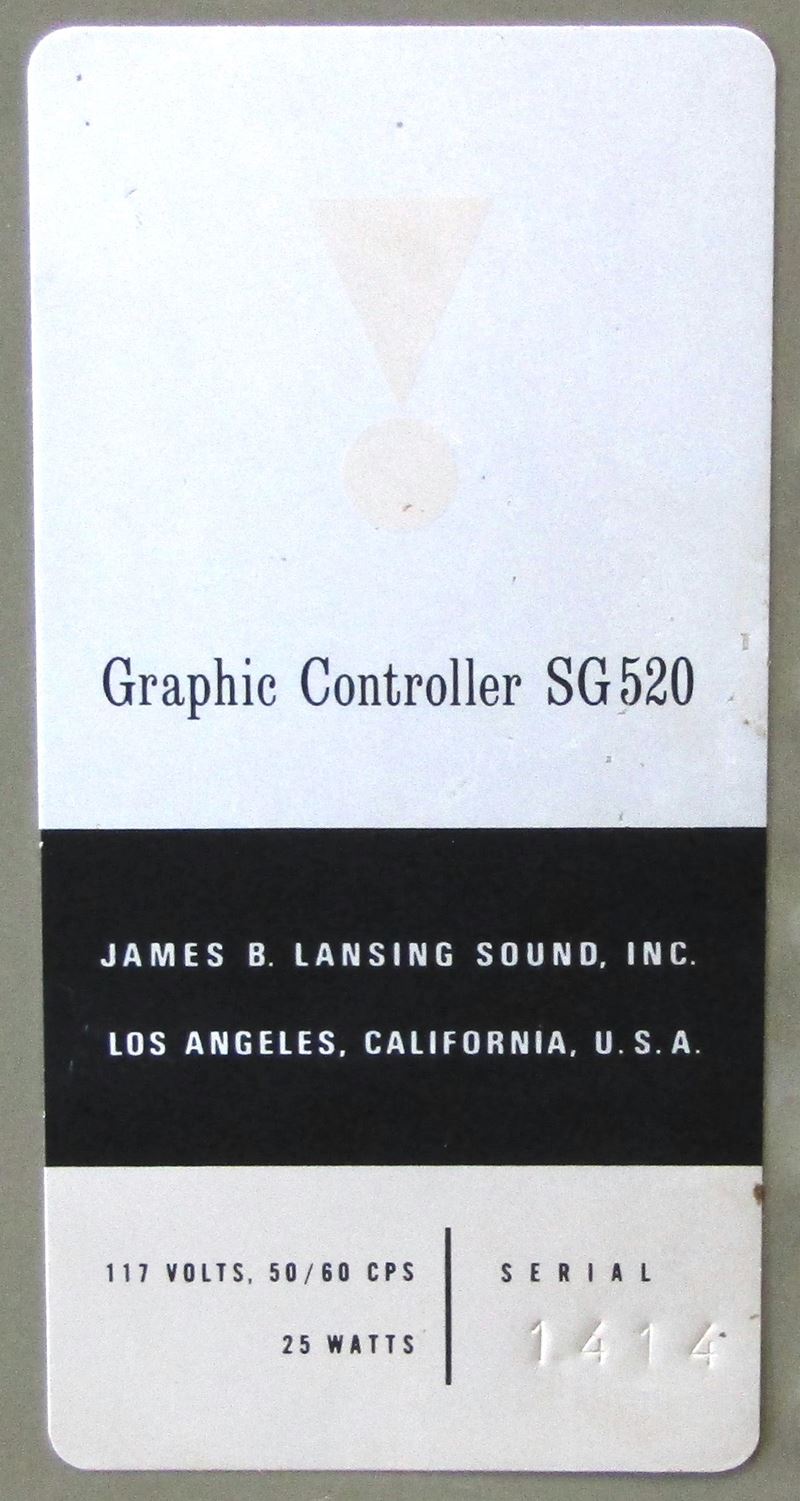 Graphic Controller SG520
JAMES B. LANSING SOUND, INC.
LOS ANGELES, CALIFORNIA, U.S.A.
117 VOLTS, 50/60 CPS
25 WATTS
SERIAL
1414